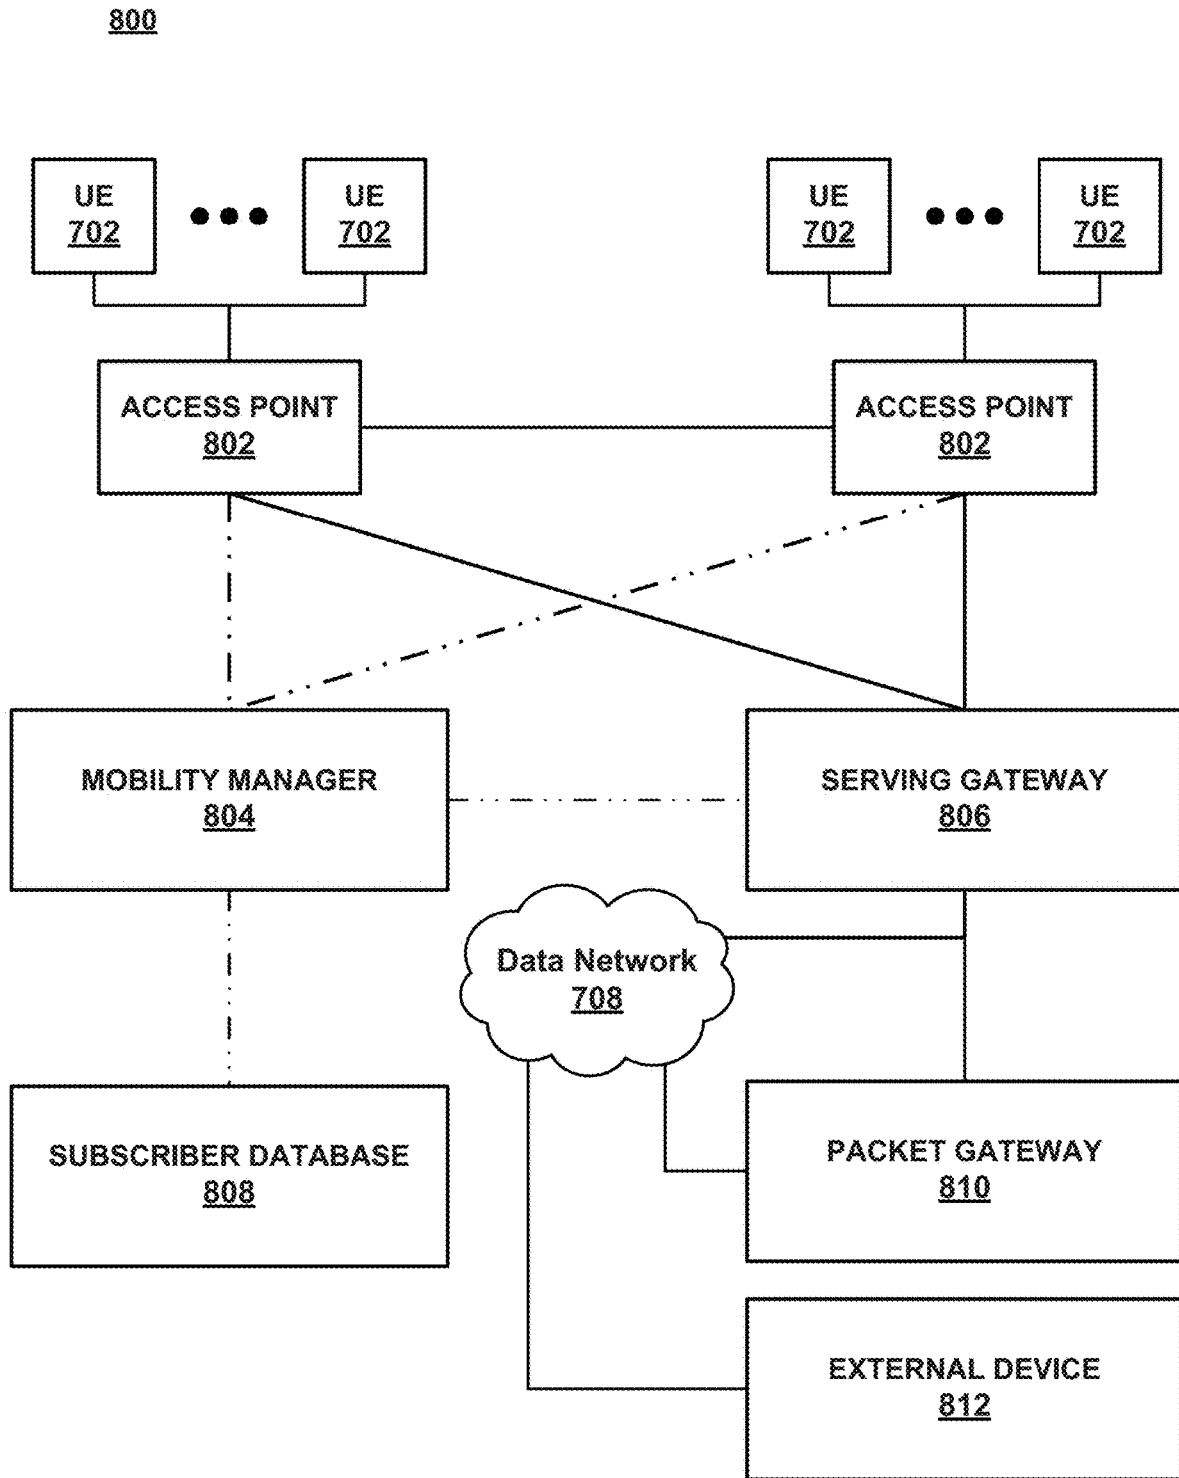 800
UE
702
UE
702
UE
702
UE
702
ACCESS POINT
802
ACCESS POINT
802
MOBILITY MANAGER
804
SERVING GATEWAY
806
Data Network
708
SUBSCRIBER DATABASE
808
PACKET GATEWAY
810
EXTERNAL DEVICE
812